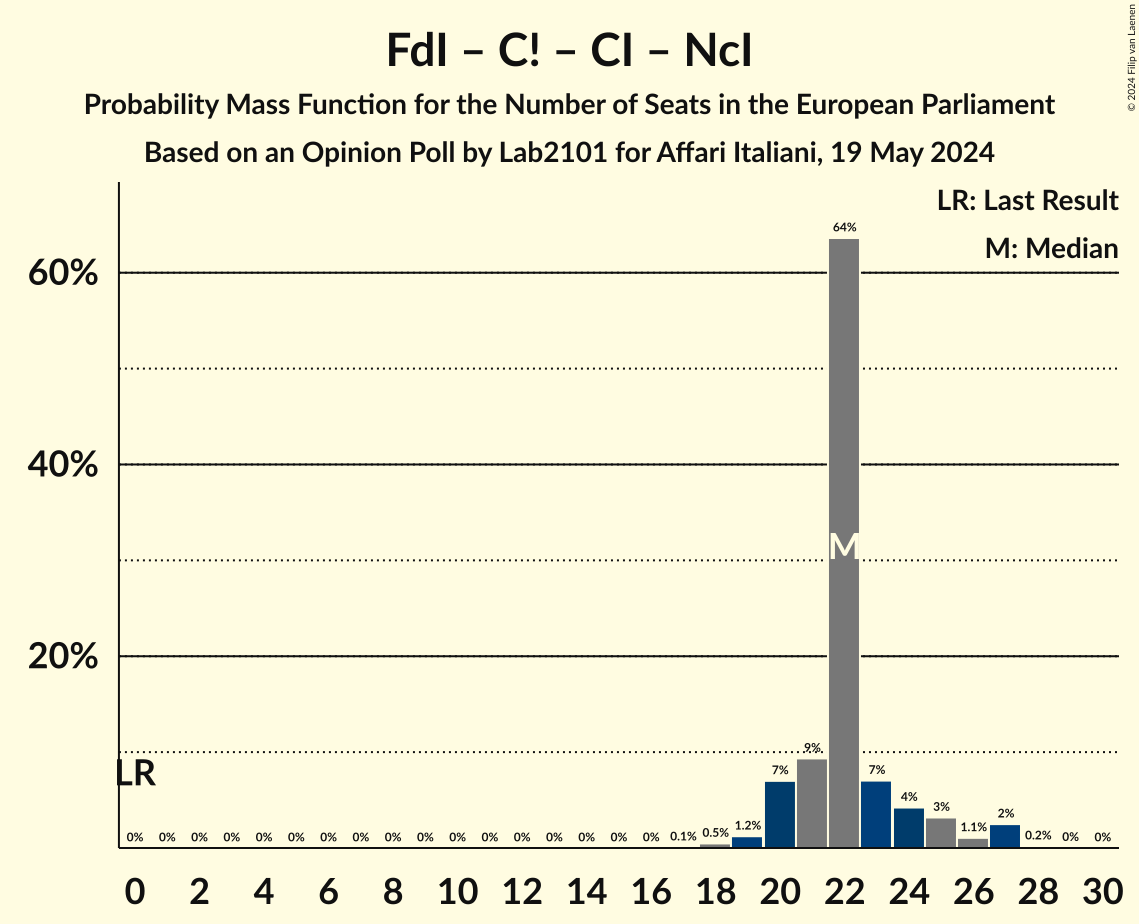 FdI – C! – CI – NcI
Probability Mass Function for the Number of Seats in the European Parliament
Based on an Opinion Poll by Lab2101 for Affari Italiani, 19 May 2024
© 2024 Filip van Laenen
LR: Last Result
M: Median
60%
40%
20%
64%
M
LR
0% 0% 0% 0% 0% 0% 0% 0% 0% 0% 0% 0% 0% 0% 0% 0% 0% 0.1% 0.5% 1.2% 7% 9% 7% 4% 3% 1.1% 2% 0.2% 0% 0%
0 2 4 6 8 10 12 14 16 18 20 22 24 26 28 30